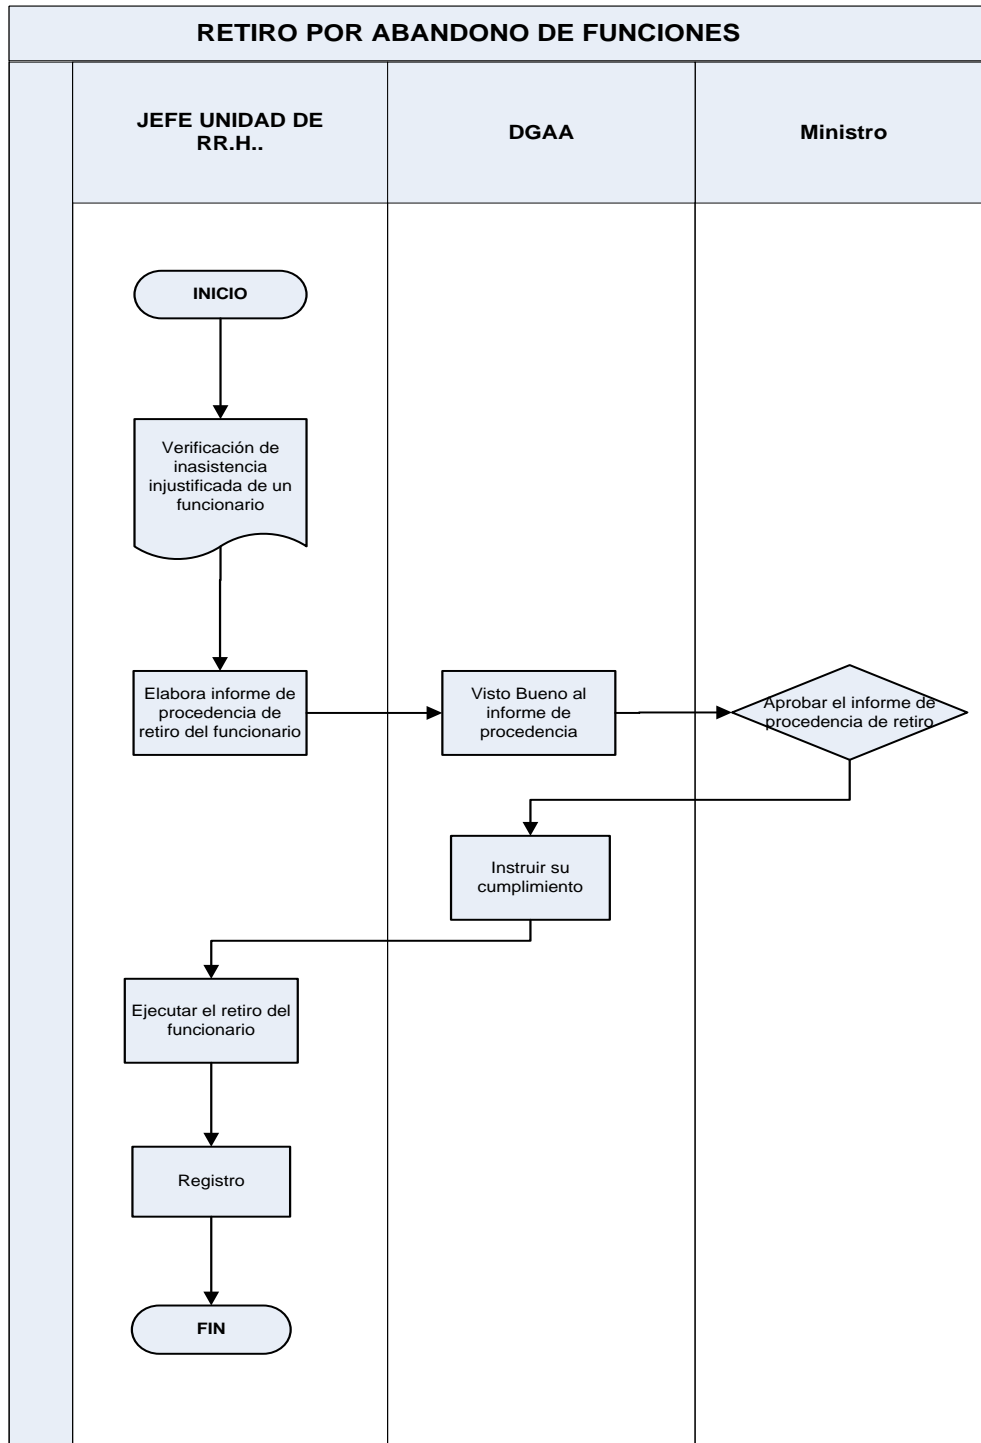 RETIRO POR ABANDONO DE FUNCIONES
JEFE UNIDAD DE
RR.H..
DGAA
Ministro
INICIO
Verificación de
inasistencia
injustificada de un
funcionario
Elabora informe de
procedencia de
retiro del funcionario
Visto Bueno al
informe de
procedencia
Aprobar el informe de
procedencia de retiro
Instruir su
cumplimiento
Ejecutar el retiro del
funcionario
Registro
FIN